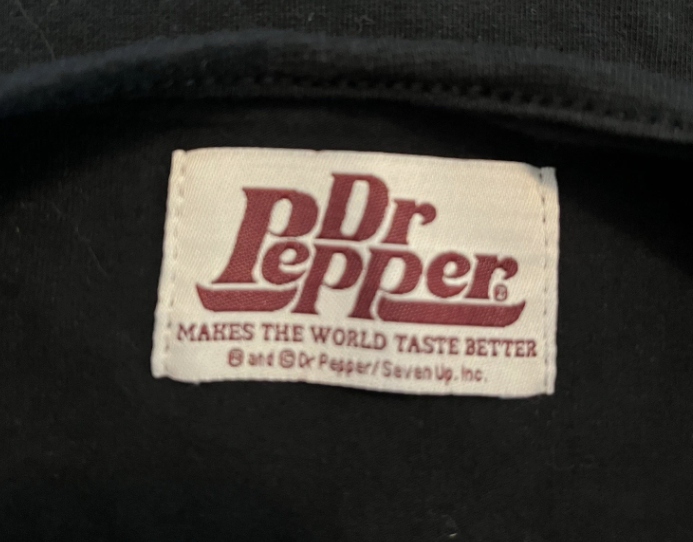 Dr
Pepper®
MAKES THE WORLD TASTE BETTER
® and © Dr Pepper/Seven Up, Inc.